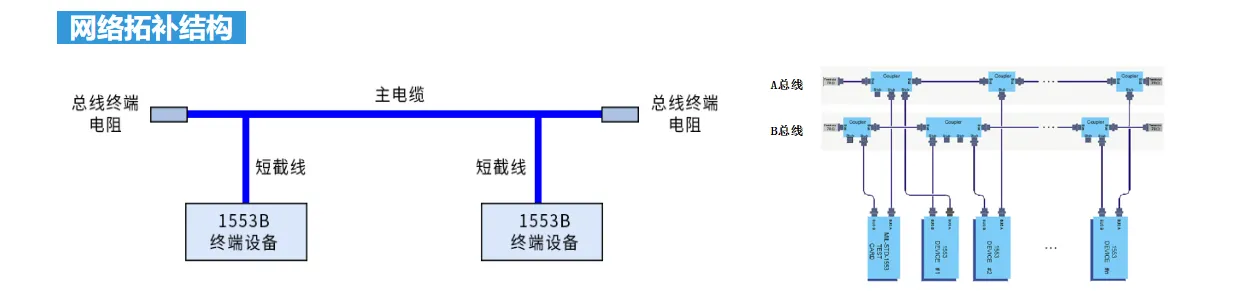 网络拓补结构
主电缆
总线终端
电阻
总线终端
电阻
短截线
短截线
1553B
终端设备
1553B
终端设备
A总线
Coupler
Coupler
Coupler
...
B总线
Coupler
Coupler
Coupler
...
MIL-STD-1553
TEST
CARD
1553
DEVICE #1
1553
DEVICE #2
...
1553
DEVICE